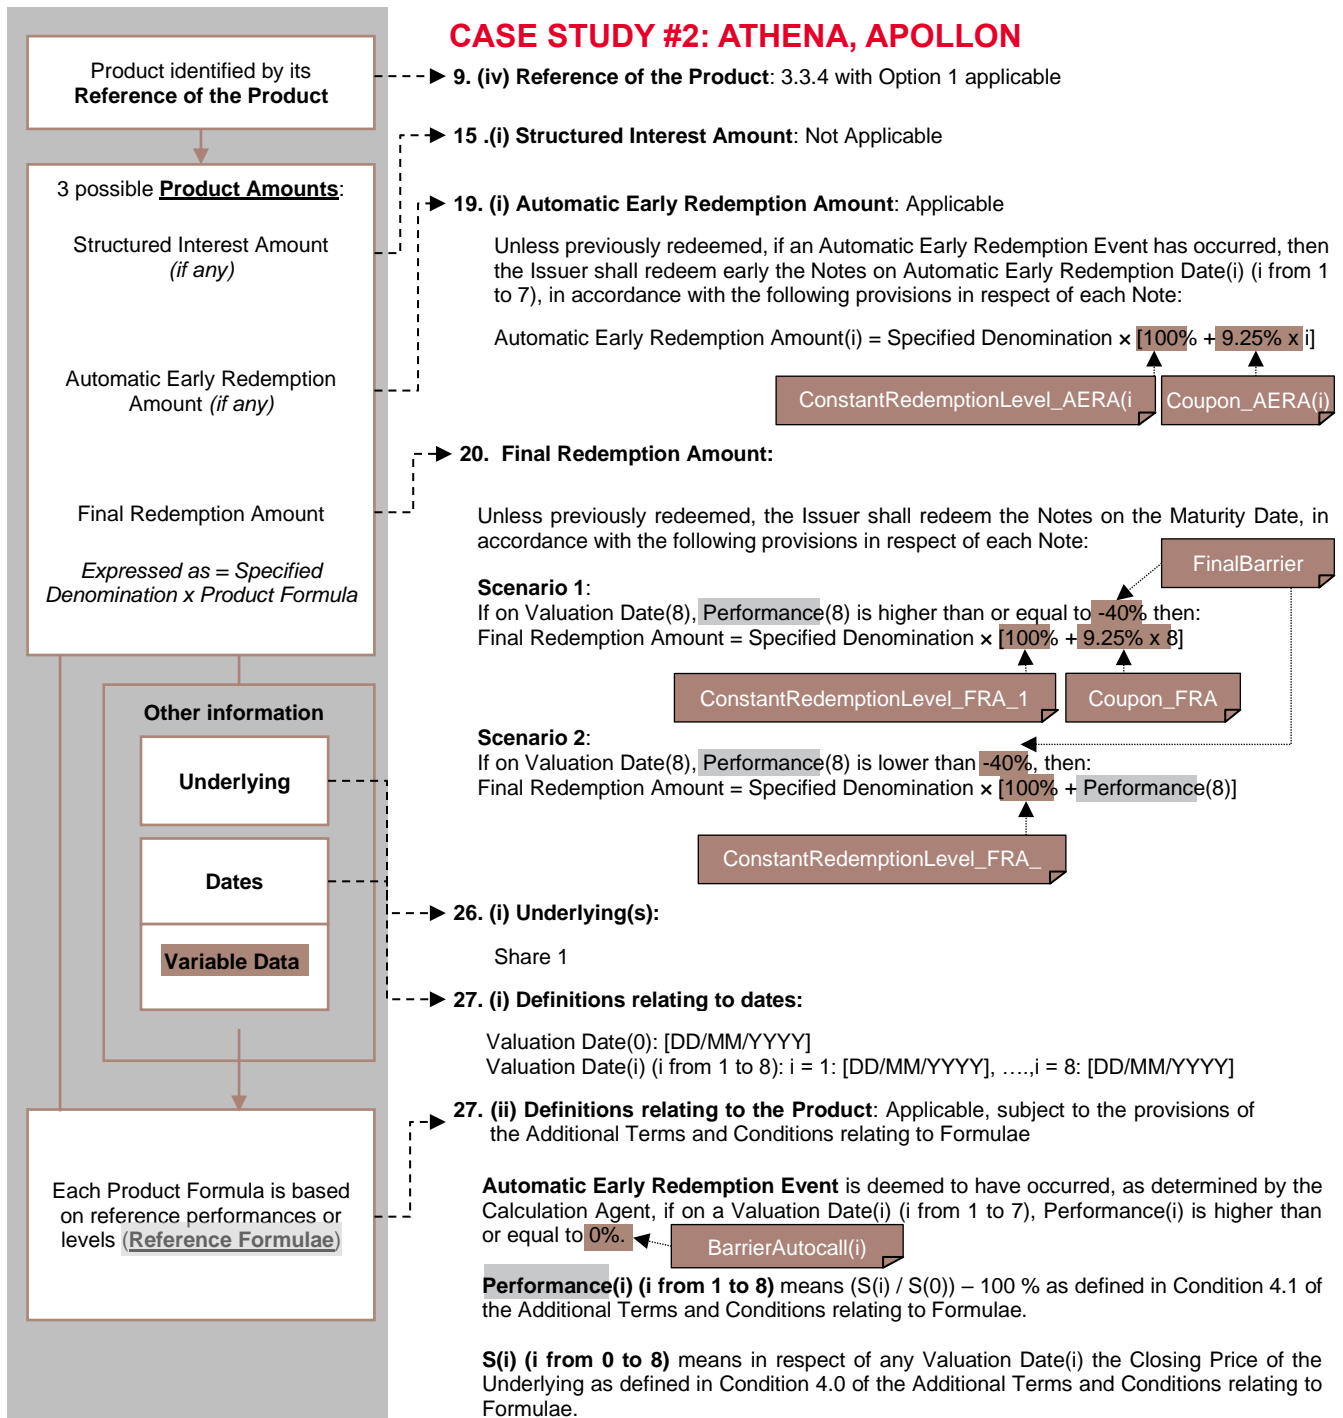 CASE STUDY #2: ATHENA, APOLLON
Product identified by its
Reference of the Product
9. (iv) Reference of the Product: 3.3.4 with Option 1 applicable
15 .(i) Structured Interest Amount: Not Applicable
3 possible Product Amounts:
Structured Interest Amount
(if any)
Automatic Early Redemption
Amount (if any)
Final Redemption Amount
Expressed as = Specified
Denomination x Product Formula
19. (i) Automatic Early Redemption Amount: Applicable
Unless previously redeemed, if an Automatic Early Redemption Event has occurred, then
the Issuer shall redeem early the Notes on Automatic Early Redemption Date(i) (i from 1
to 7), in accordance with the following provisions in respect of each Note:
Automatic Early Redemption Amount(i) = Specified Denomination × [100% + 9.25% x i]
ConstantRedemptionLevel_AERA(i
Coupon_AERA(i)
20. Final Redemption Amount:
Unless previously redeemed, the Issuer shall redeem the Notes on the Maturity Date, in
accordance with the following provisions in respect of each Note:
FinalBarrier
Scenario 1:
If on Valuation Date(8), Performance(8) is higher than or equal to -40% then:
Final Redemption Amount = Specified Denomination × [100% + 9.25% x 8]
ConstantRedemptionLevel_FRA_1
Coupon_FRA
Scenario 2:
If on Valuation Date(8), Performance(8) is lower than -40%, then:
Final Redemption Amount = Specified Denomination × [100% + Performance(8)]
ConstantRedemptionLevel_FRA_
Other information
Underlying
Dates
Variable Data
26. (i) Underlying(s):
Share 1
27. (i) Definitions relating to dates:
Valuation Date(0): [DD/MM/YYYY]
Valuation Date(i) (i from 1 to 8): i = 1: [DD/MM/YYYY], ….,i = 8: [DD/MM/YYYY]
27. (ii) Definitions relating to the Product: Applicable, subject to the provisions of
the Additional Terms and Conditions relating to Formulae
Each Product Formula is based
on reference performances or
levels (Reference Formulae)
Automatic Early Redemption Event is deemed to have occurred, as determined by the
Calculation Agent, if on a Valuation Date(i) (i from 1 to 7), Performance(i) is higher than
or equal to 0%.
BarrierAutocall(i)
Performance(i) (i from 1 to 8) means (S(i) / S(0)) – 100 % as defined in Condition 4.1 of
the Additional Terms and Conditions relating to Formulae.
S(i) (i from 0 to 8) means in respect of any Valuation Date(i) the Closing Price of the
Underlying as defined in Condition 4.0 of the Additional Terms and Conditions relating to
Formulae.